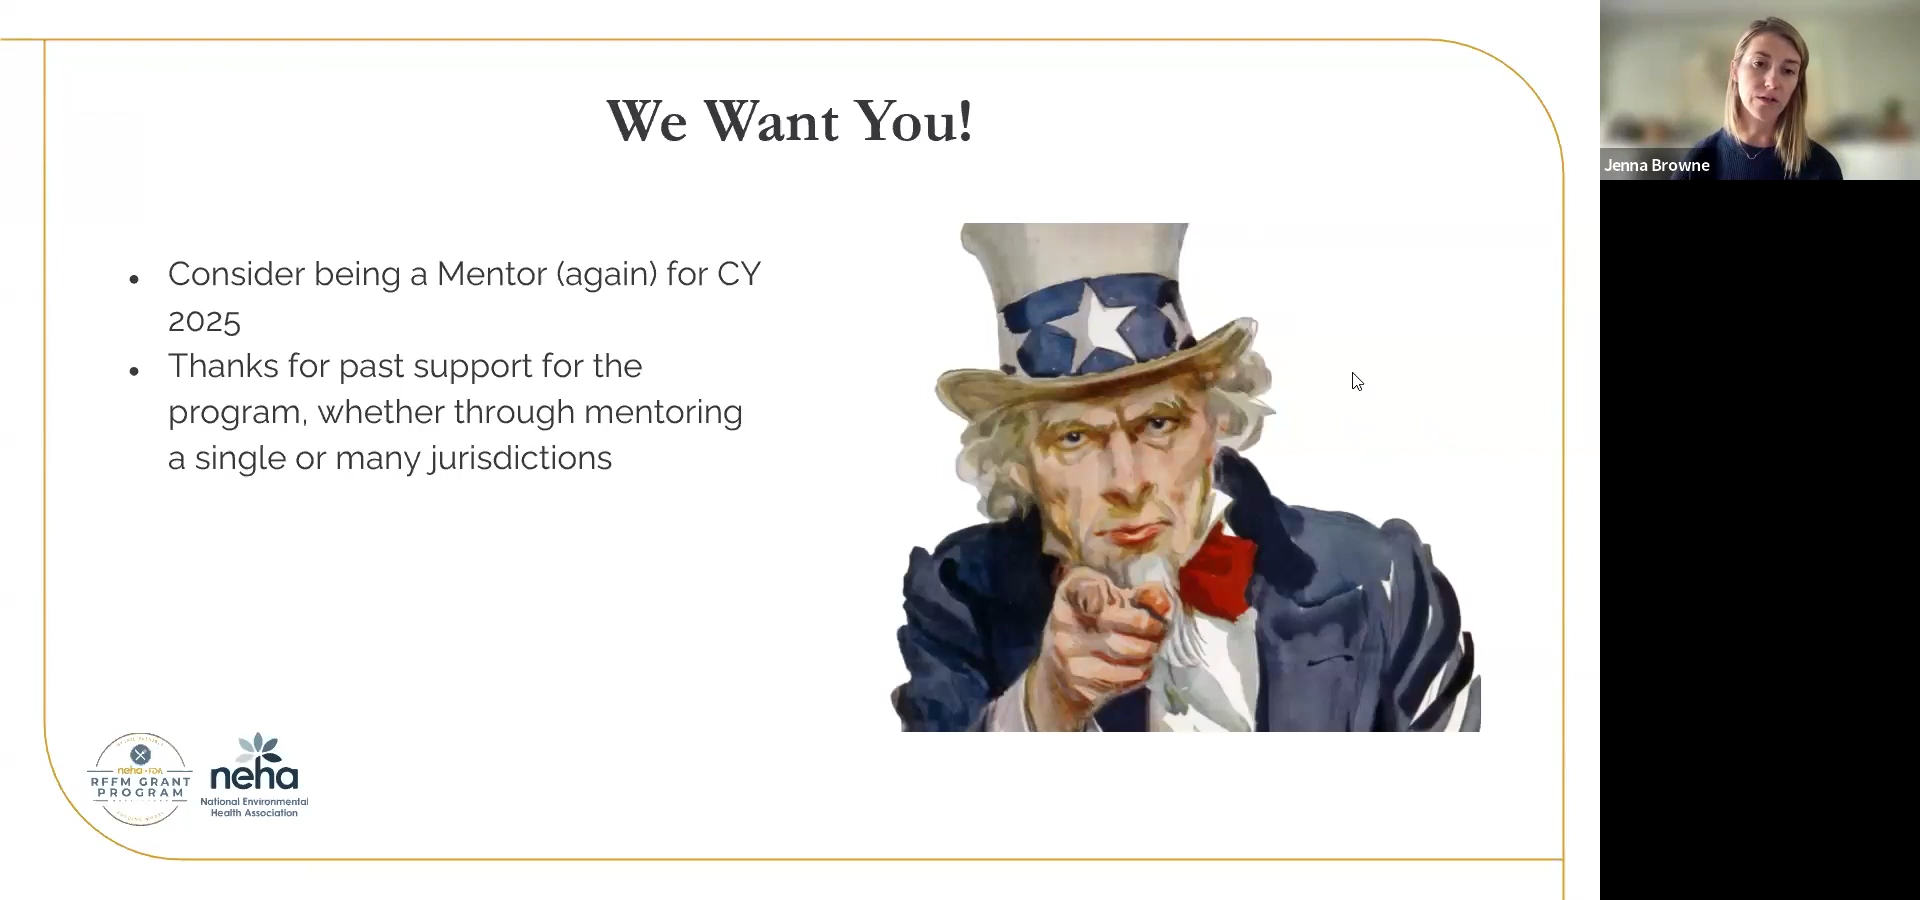 We Want You!
Jenna Browne
• Consider being a Mentor (again) for CY
2025
• Thanks for past support for the
program, whether through mentoring
a single or many jurisdictions
neha·FDA
RFFM GRANT
PROGRAM
neha
National Environmental
Health Association